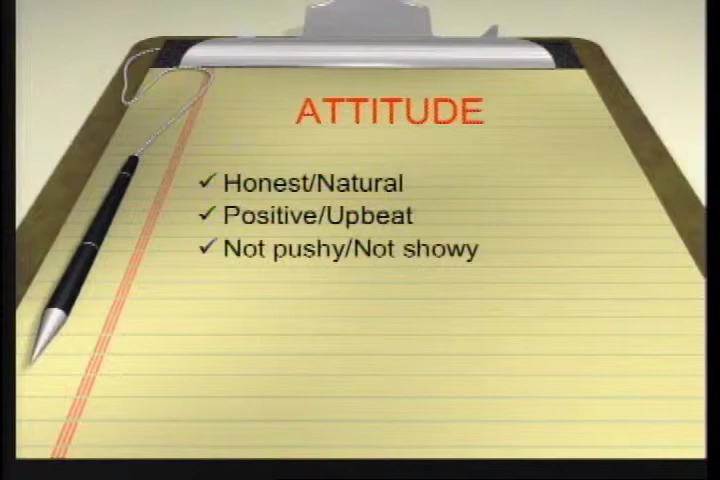 ATTITUDE
✓ Honest/Natural
✓ Positive/Upbeat
✓ Not pushy/Not showy